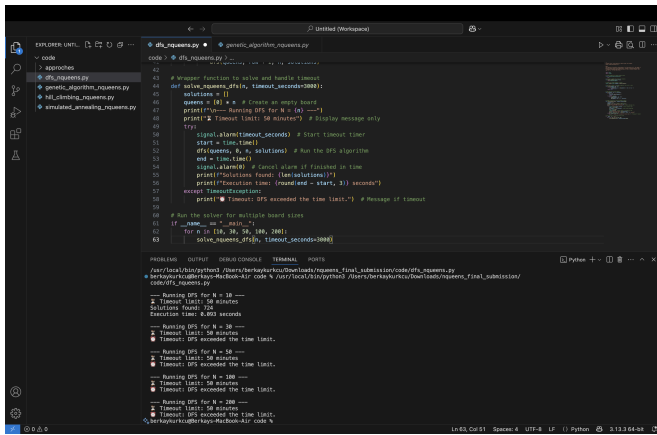 Untitled (Workspace)
EXPLORER: UNTI...
code
approches
dfs_nqueens.py
genetic_algorithm_nqueens.py
hill_climbing_nqueens.py
simulated_annealing_nqueens.py
dfs_nqueens.py
genetic_algorithm_nqueens.py
code > dfs_nqueens.py > ...
42
43 # Wrapper function to solve and handle timeout
44 def solve_nqueens_dfs(n, timeout_seconds=3000):
45 solutions = []
46 queens = [0] * n # Create an empty board
47 print(f"\n--- Running DFS for N = {n} ---")
48 print("⏳ Timeout limit: 50 minutes") # Display message only
49 try:
50 signal.alarm(timeout_seconds) # Start timeout timer
51 start = time.time()
52 dfs(queens, 0, n, solutions) # Run the DFS algorithm
53 end = time.time()
54 signal.alarm(0) # Cancel alarm if finished in time
55 print(f"Solutions found: {len(solutions)}")
56 print(f"Execution time: {round(end - start, 3)} seconds")
57 except TimeoutException:
58 print("⏰ Timeout: DFS exceeded the time limit.") # Message if timeout
59
60 # Run the solver for multiple board sizes
61 if __name__ == "__main__":
62 for n in [10, 30, 50, 100, 200]:
63 solve_nqueens_dfs(n, timeout_seconds=3000)
PROBLEMS OUTPUT DEBUG CONSOLE TERMINAL PORTS
Python
/usr/local/bin/python3 /Users/berkaykurkcu/Downloads/nqueens_final_submission/code/dfs_nqueens.py
berkaykurkcu@Berkays-MacBook-Air code % /usr/local/bin/python3 /Users/berkaykurkcu/Downloads/nqueens_final_submission/
code/dfs_nqueens.py
--- Running DFS for N = 10 ---
⏳ Timeout limit: 50 minutes
Solutions found: 724
Execution time: 0.093 seconds
--- Running DFS for N = 30 ---
⏳ Timeout limit: 50 minutes
⏰ Timeout: DFS exceeded the time limit.
--- Running DFS for N = 50 ---
⏳ Timeout limit: 50 minutes
⏰ Timeout: DFS exceeded the time limit.
--- Running DFS for N = 100 ---
⏳ Timeout limit: 50 minutes
⏰ Timeout: DFS exceeded the time limit.
--- Running DFS for N = 200 ---
⏳ Timeout limit: 50 minutes
⏰ Timeout: DFS exceeded the time limit.
berkaykurkcu@Berkays-MacBook-Air code %
0 0 Ln 63, Col 51 Spaces: 4 UTF-8 LF Python 3.13.3 64-bit